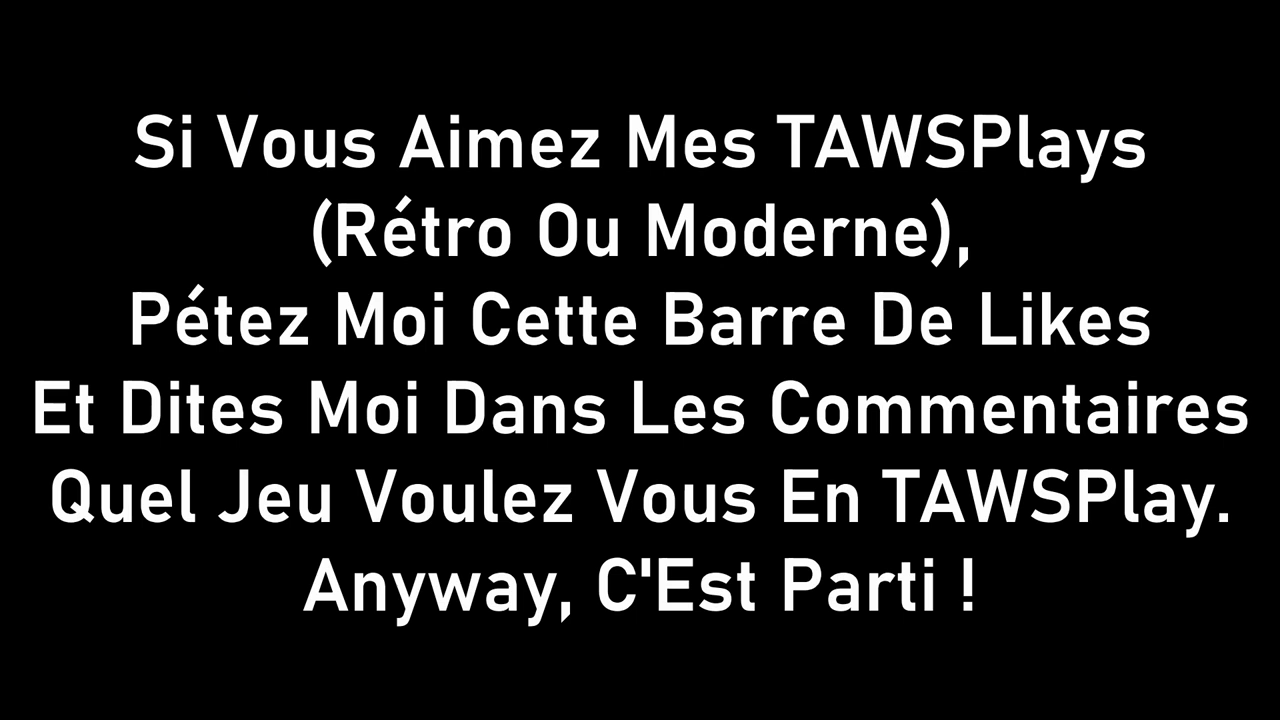 Si Vous Aimez Mes TAWSPlays
(Rétro Ou Moderne),
Pétez Moi Cette Barre De Likes
Et Dites Moi Dans Les Commentaires
Quel Jeu Voulez Vous En TAWSPlay.
Anyway, C'Est Parti !